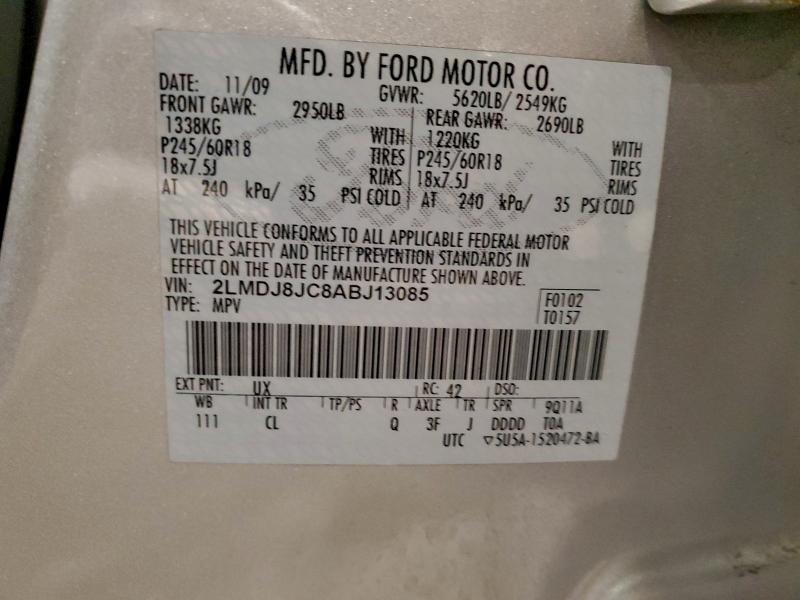 MFD. BY FORD MOTOR CO.
DATE: 11/09 GVWR: 5620LB/ 2549KG
FRONT GAWR: 2950LB REAR GAWR: 2690LB
1338KG WITH 1220KG WITH
P245/60R18 TIRES P245/60R18 TIRES
18x7.5J RIMS 18x7.5J RIMS
AT 240 kPa/ 35 PSI COLD AT 240 kPa/ 35 PSI COLD
THIS VEHICLE CONFORMS TO ALL APPLICABLE FEDERAL MOTOR
VEHICLE SAFETY AND THEFT PREVENTION STANDARDS IN
EFFECT ON THE DATE OF MANUFACTURE SHOWN ABOVE.
VIN: 2LMDJ8JC8ABJ13085 F0102
TYPE: MPV T0157
EXT PNT: UX RC: 42 DSO:
WB INT TR TP/PS R AXLE TR SPR 9Q11A
111 CL Q 3F J DDDD T0A
UTC ▽5U5A-1520472-BA